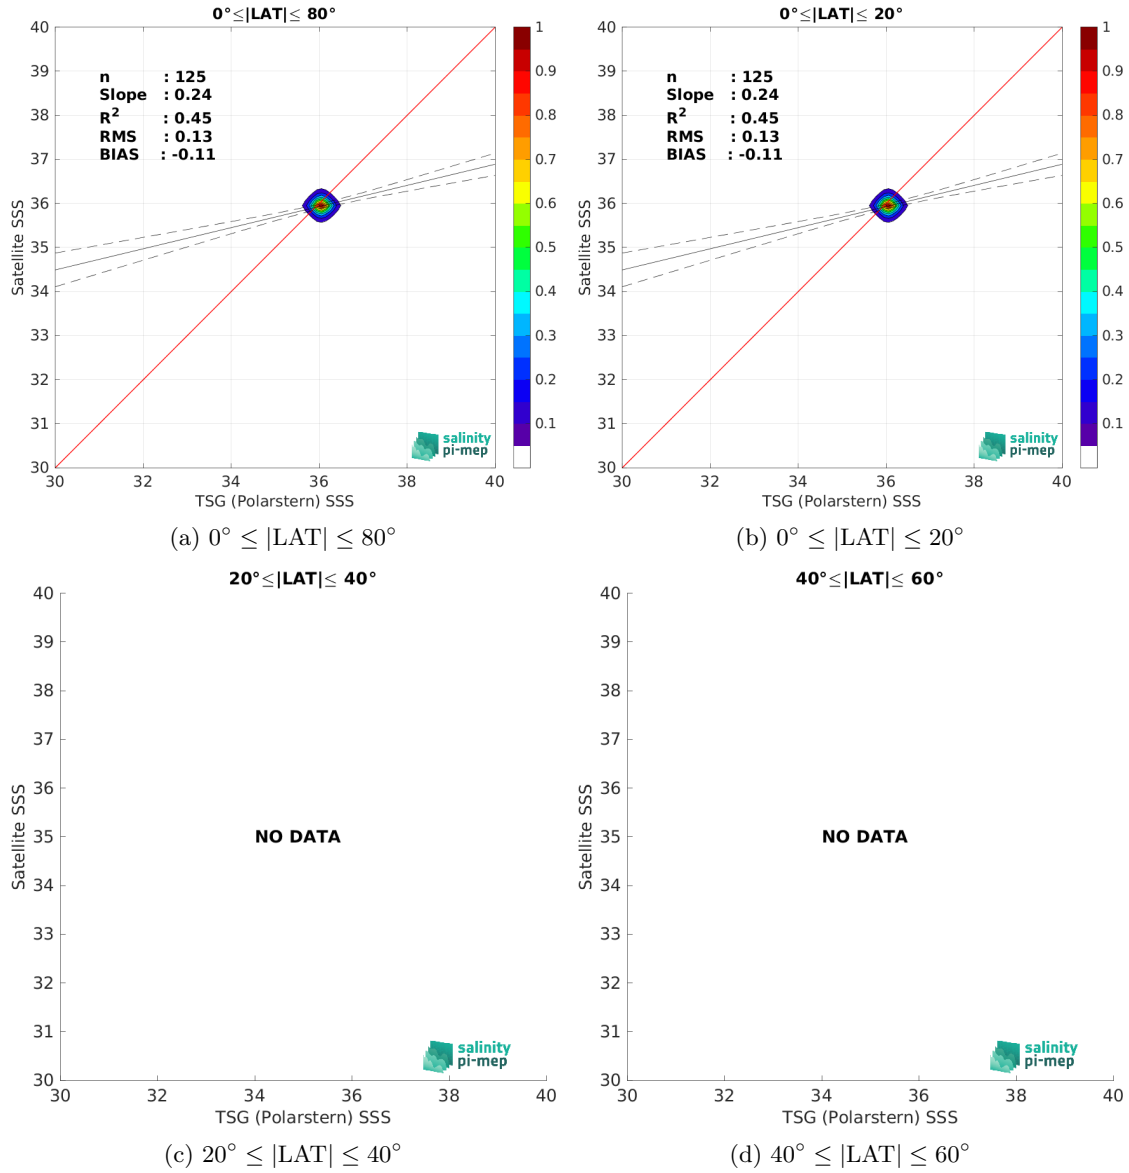 0°≤|LAT|≤ 80°
40
39
38
37
36
35
34
33
32
31
30
Satellite SSS
n : 125
Slope : 0.24
R² : 0.45
RMS : 0.13
BIAS : -0.11
salinity
pi-mep
30 32 34 36 38 40
TSG (Polarstern) SSS
1
0.9
0.8
0.7
0.6
0.5
0.4
0.3
0.2
0.1
(a) 0° ≤ |LAT| ≤ 80°
0°≤|LAT|≤ 20°
40
39
38
37
36
35
34
33
32
31
30
Satellite SSS
n : 125
Slope : 0.24
R² : 0.45
RMS : 0.13
BIAS : -0.11
salinity
pi-mep
30 32 34 36 38 40
TSG (Polarstern) SSS
1
0.9
0.8
0.7
0.6
0.5
0.4
0.3
0.2
0.1
(b) 0° ≤ |LAT| ≤ 20°
20°≤|LAT|≤ 40°
40
39
38
37
36
35
34
33
32
31
30
Satellite SSS
NO DATA
salinity
pi-mep
30 32 34 36 38 40
TSG (Polarstern) SSS
(c) 20° ≤ |LAT| ≤ 40°
40°≤|LAT|≤ 60°
40
39
38
37
36
35
34
33
32
31
30
Satellite SSS
NO DATA
salinity
pi-mep
30 32 34 36 38 40
TSG (Polarstern) SSS
(d) 40° ≤ |LAT| ≤ 60°